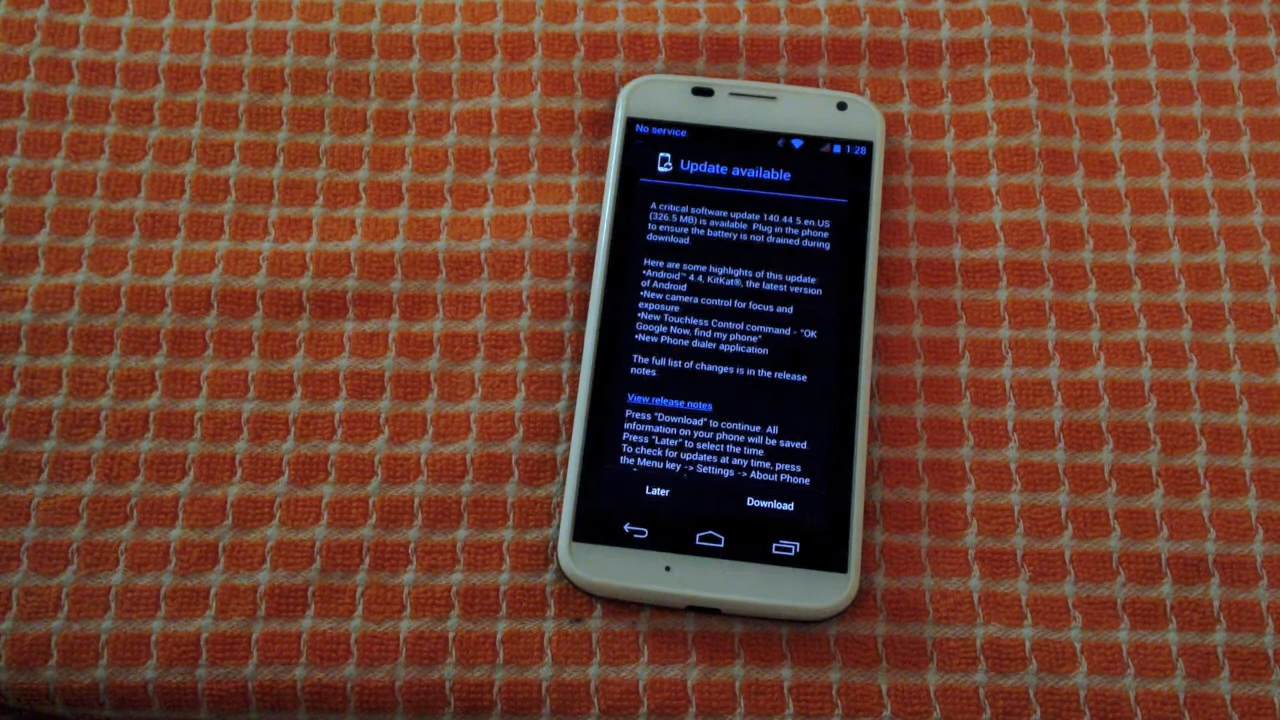 No service
1:28
Update available
A critical software update 140.44.5.en.US
(326.5 MB) is available. Plug in the phone
to ensure the battery is not drained during
download.
Here are some highlights of this update:
•Android™ 4.4, KitKat®, the latest version
of Android
•New camera control for focus and
exposure
•New Touchless Control command - "OK
Google Now, find my phone"
•New Phone dialer application
The full list of changes is in the release
notes.
View release notes
Press "Download" to continue. All
information on your phone will be saved.
Press "Later" to select the time.
To check for updates at any time, press
the Menu key -> Settings -> About Phone
Later
Download